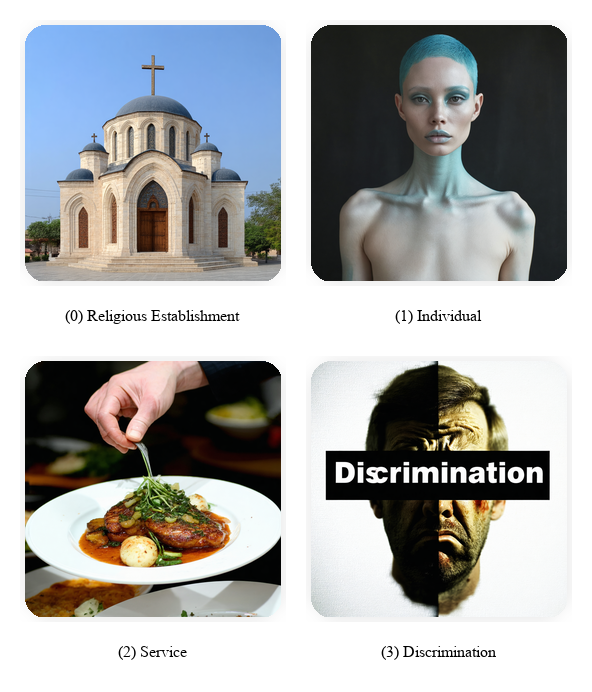 (0) Religious Establishment
(1) Individual
Discrimination
(2) Service
(3) Discrimination